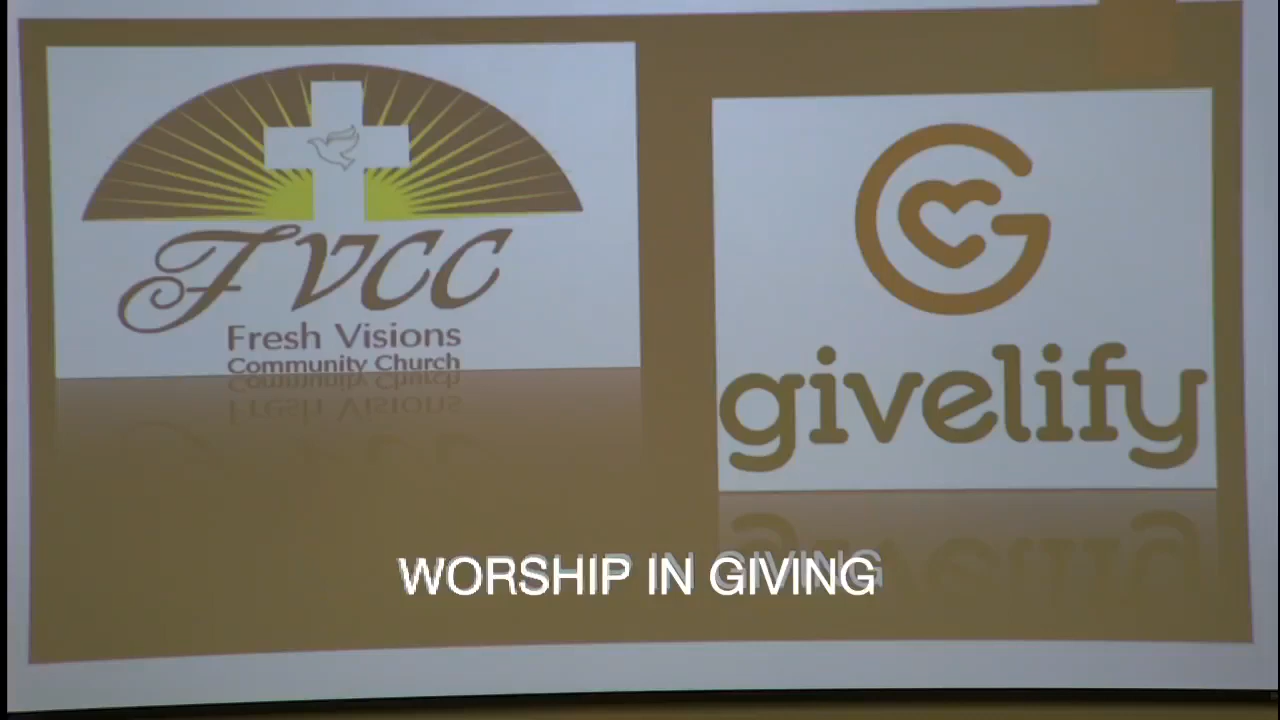 FVCC
Fresh Visions
Community Church
givelify
WORSHIP IN GIVING